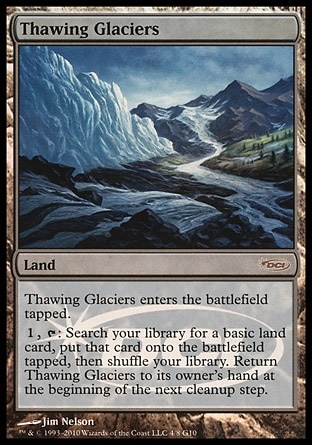 Thawing Glaciers
Land
DCI
Thawing Glaciers enters the battlefield
tapped.
1, : Search your library for a basic land
card, put that card onto the battlefield
tapped, then shuffle your library. Return
Thawing Glaciers to its owner's hand at
the beginning of the next cleanup step.
Jim Nelson
™ & © 1993–2010 Wizards of the Coast LLC 4/8 G10